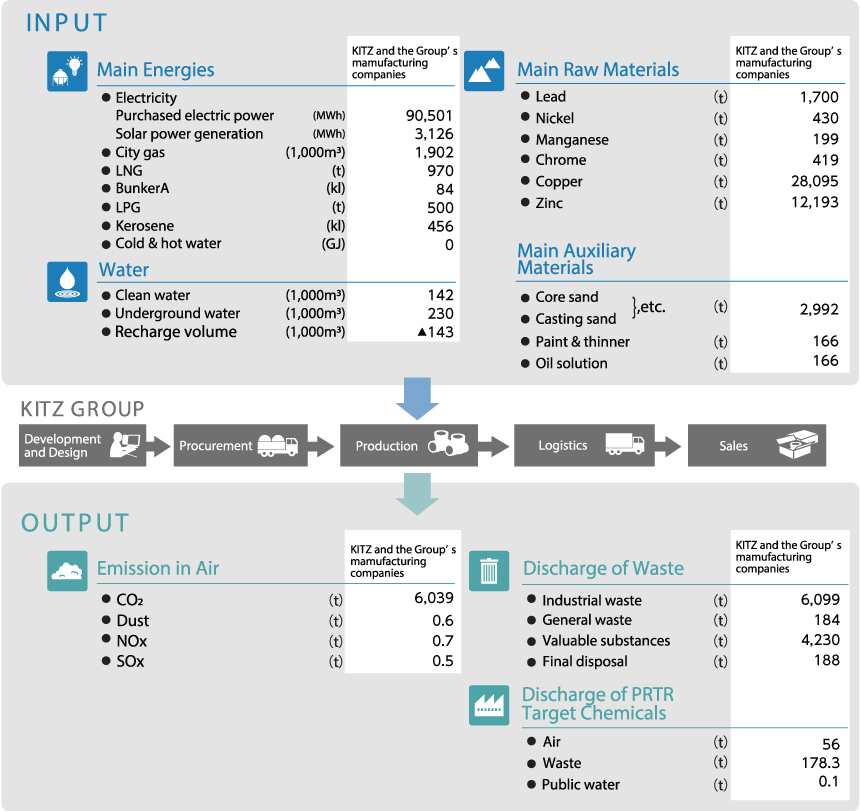 INPUT
Main Energies
KITZ and the Group's
mamufacturing
companies
● Electricity
Purchased electric power (MWh) 90,501
Solar power generation (MWh) 3,126
● City gas (1,000m³) 1,902
● LNG (t) 970
● BunkerA (kl) 84
● LPG (t) 500
● Kerosene (kl) 456
● Cold & hot water (GJ) 0
Water
● Clean water (1,000m³) 142
● Underground water (1,000m³) 230
● Recharge volume (1,000m³) ▲143
Main Raw Materials
KITZ and the Group's
mamufacturing
companies
● Lead (t) 1,700
● Nickel (t) 430
● Manganese (t) 199
● Chrome (t) 419
● Copper (t) 28,095
● Zinc (t) 12,193
Main Auxiliary
Materials
● Core sand
● Casting sand
},etc. (t) 2,992
● Paint & thinner (t) 166
● Oil solution (t) 166
KITZ GROUP
Development
and Design
Procurement
Production
Logistics
Sales
OUTPUT
Emission in Air
KITZ and the Group's
mamufacturing
companies
● CO₂ (t) 6,039
● Dust (t) 0.6
● NOx (t) 0.7
● SOx (t) 0.5
Discharge of Waste
KITZ and the Group's
mamufacturing
companies
● Industrial waste (t) 6,099
● General waste (t) 184
● Valuable substances (t) 4,230
● Final disposal (t) 188
Discharge of PRTR
Target Chemicals
● Air (t) 56
● Waste (t) 178.3
● Public water (t) 0.1